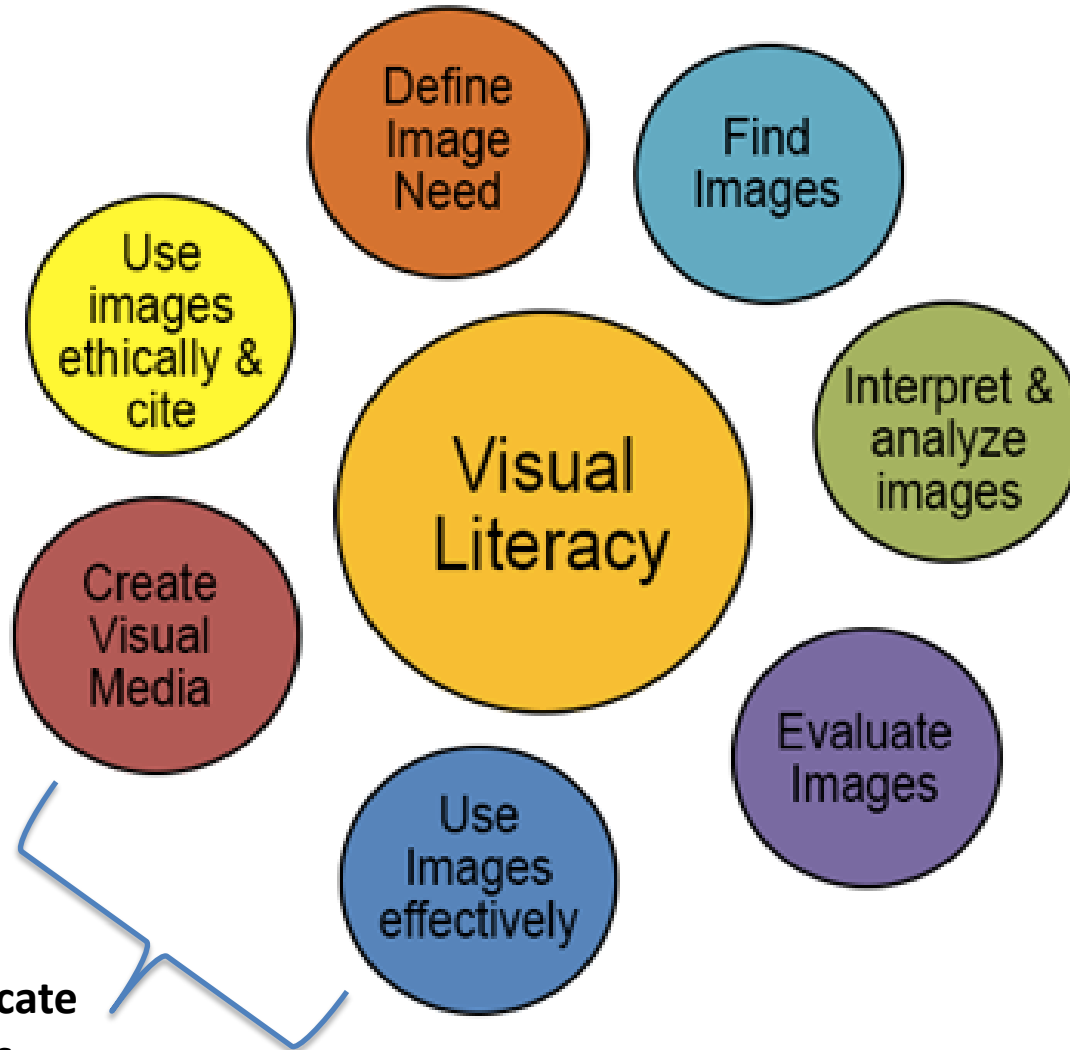 Define
Image
Need
Find
Images
Use
images
ethically &
cite
Interpret &
analyze
images
Visual
Literacy
Create
Visual
Media
Evaluate
Images
Use
Images
effectively
cate